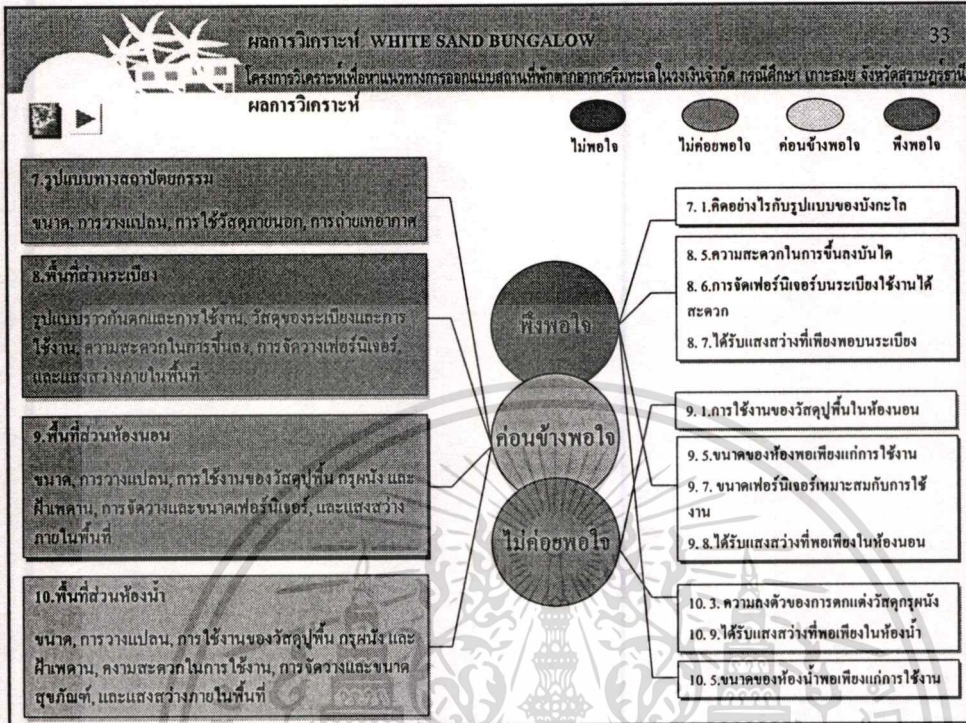 ผลการวิเคราะห์ WHITE SAND BUNGALOW
33
โครงการวิเคราะห์เพื่อหาแนวทางการออกแบบสถานที่พักตากอากาศริมทะเลในวงเงินจำกัด กรณีศึกษา เกาะสมุย จังหวัดสุราษฎร์ธานี
ผลการวิเคราะห์
ไม่พอใจ
ไม่ค่อยพอใจ
ค่อนข้างพอใจ
พึงพอใจ
7.รูปแบบทางสถาปัตยกรรม
ขนาด, การวางแปลน, การใช้วัสดุภายนอก, การถ่ายเทอากาศ
8.พื้นที่ส่วนระเบียง
รูปแบบราวกันตกและการใช้งาน, วัสดุของระเบียงและการ
ใช้งาน, ความสะดวกในการขึ้นลง, การจัดวางเฟอร์นิเจอร์,
และแสงสว่างภายในพื้นที่
9.พื้นที่ส่วนห้องนอน
ขนาด, การวางแปลน, การใช้งานของวัสดุปูพื้น กรุผนัง และ
ฝ้าเพดาน, การจัดวางและขนาดเฟอร์นิเจอร์, และแสงสว่าง
ภายในพื้นที่
10.พื้นที่ส่วนห้องน้ำ
ขนาด, การวางแปลน, การใช้งานของวัสดุปูพื้น กรุผนัง และ
ฝ้าเพดาน, ความสะดวกในการใช้งาน, การจัดวางและขนาด
สุขภัณฑ์, และแสงสว่างภายในพื้นที่
พึงพอใจ
ค่อนข้างพอใจ
ไม่ค่อยพอใจ
7. 1.คิดอย่างไรกับรูปแบบของบังกะโล
8. 5.ความสะดวกในการขึ้นลงบันได
8. 6.การจัดเฟอร์นิเจอร์บนระเบียงใช้งานได้
สะดวก
8. 7.ได้รับแสงสว่างที่เพียงพอบนระเบียง
9. 1.การใช้งานของวัสดุปูพื้นในห้องนอน
9. 5.ขนาดของห้องพอเพียงแก่การใช้งาน
9. 7. ขนาดเฟอร์นิเจอร์เหมาะสมกับการใช้
งาน
9. 8.ได้รับแสงสว่างที่พอเพียงในห้องนอน
10. 3. ความลงตัวของการตกแต่งวัสดุกรุผนัง
10. 9.ได้รับแสงสว่างที่พอเพียงในห้องน้ำ
10. 5.ขนาดของห้องน้ำพอเพียงแก่การใช้งาน